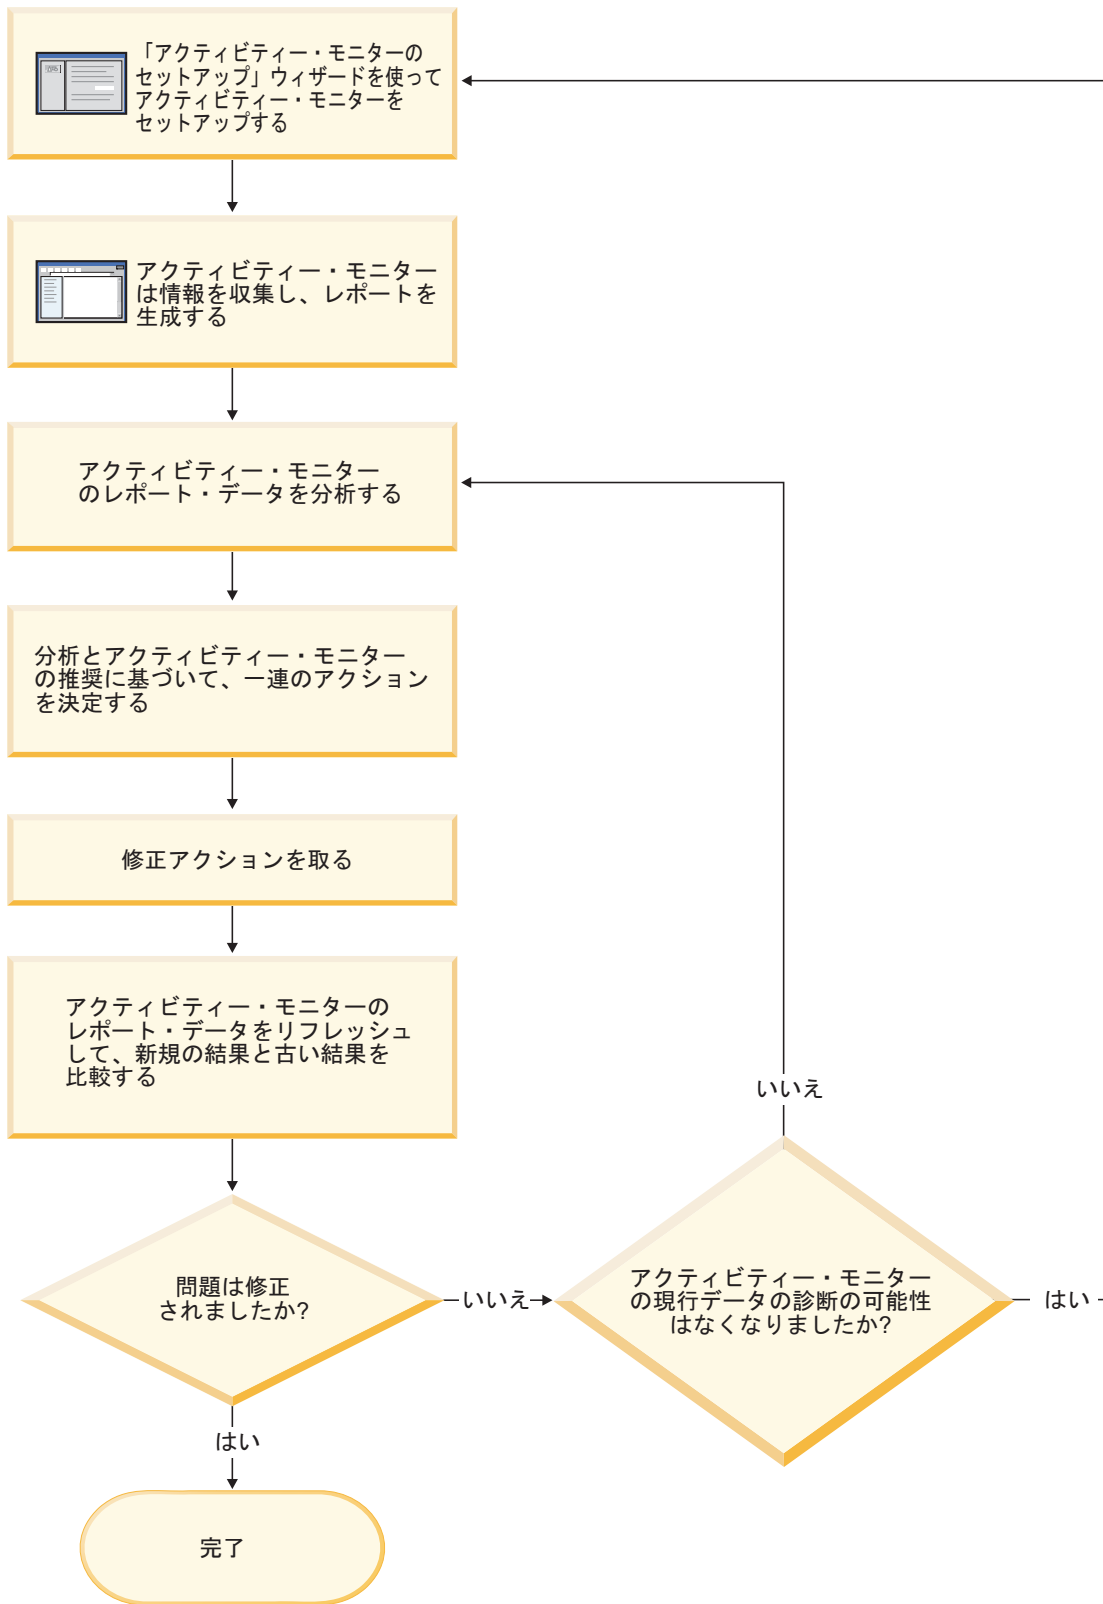 「アクティビティー・モニターの
セットアップ」ウィザードを使って
アクティビティー・モニターを
セットアップする
アクティビティー・モニター
は情報を収集し、レポートを
生成する
アクティビティー・モニター
のレポート・データを分析する
分析とアクティビティー・モニター
の推奨に基づいて、一連のアクション
を決定する
修正アクションを取る
アクティビティー・モニターの
レポート・データをリフレッシュ
して、新規の結果と古い結果を
比較する
いいえ
問題は修正
されましたか?
いいえ
アクティビティー・モニター
の現行データの診断の可能性
はなくなりましたか?
はい
はい
完了